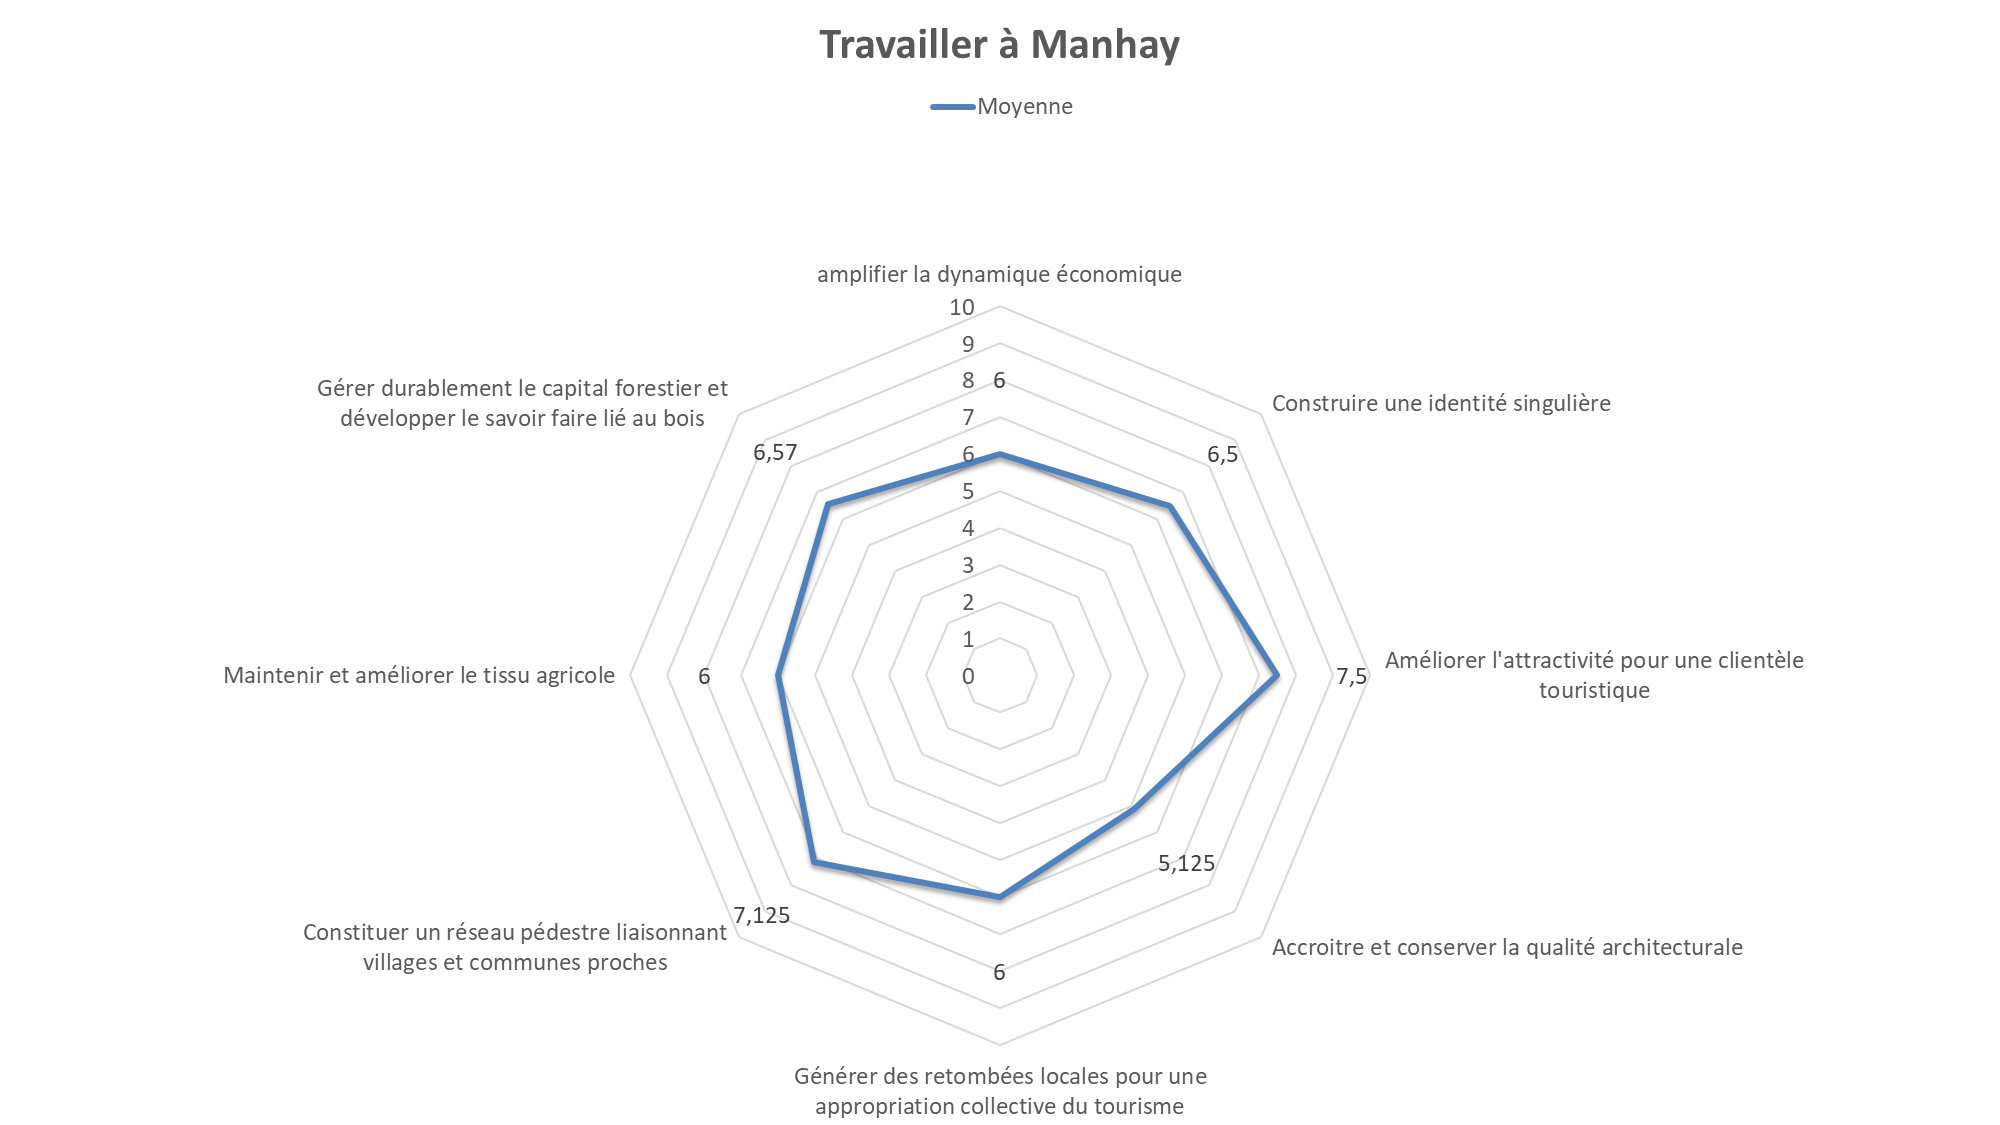 Travailler à Manhay
Moyenne
amplifier la dynamique économique
10
9
8
6
7
6
5
4
3
2
1
0
Gérer durablement le capital forestier et
développer le savoir faire lié au bois
6,57
Construire une identité singulière
6,5
Maintenir et améliorer le tissu agricole
6
7,5
Améliorer l'attractivité pour une clientèle
touristique
5,125
Accroitre et conserver la qualité architecturale
7,125
Constituer un réseau pédestre liaisonnant
villages et communes proches
6
Générer des retombées locales pour une
appropriation collective du tourisme